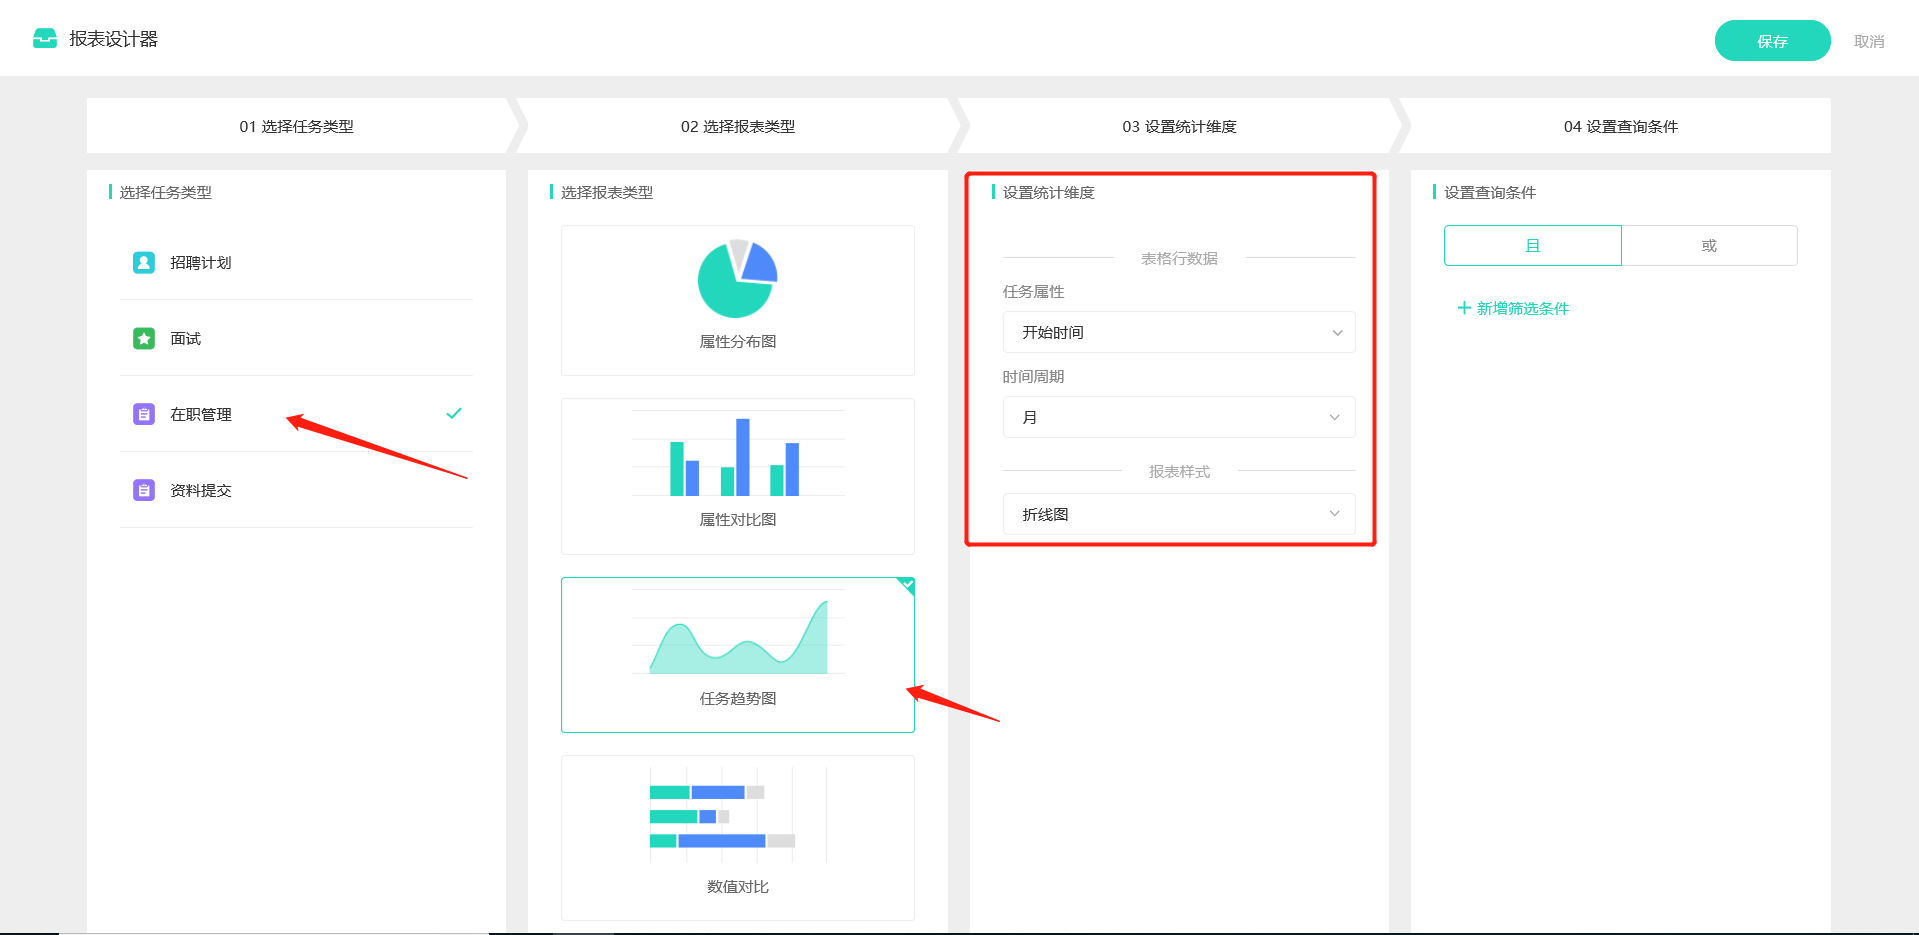 报表设计器
保存
取消
01 选择任务类型
02 选择报表类型
03 设置统计维度
04 设置查询条件
选择任务类型
招聘计划
面试
在职管理
资料提交
选择报表类型
属性分布图
属性对比图
任务趋势图
数值对比
设置统计维度
表格行数据
任务属性
开始时间
时间周期
月
报表样式
折线图
设置查询条件
且
或
+ 新增筛选条件